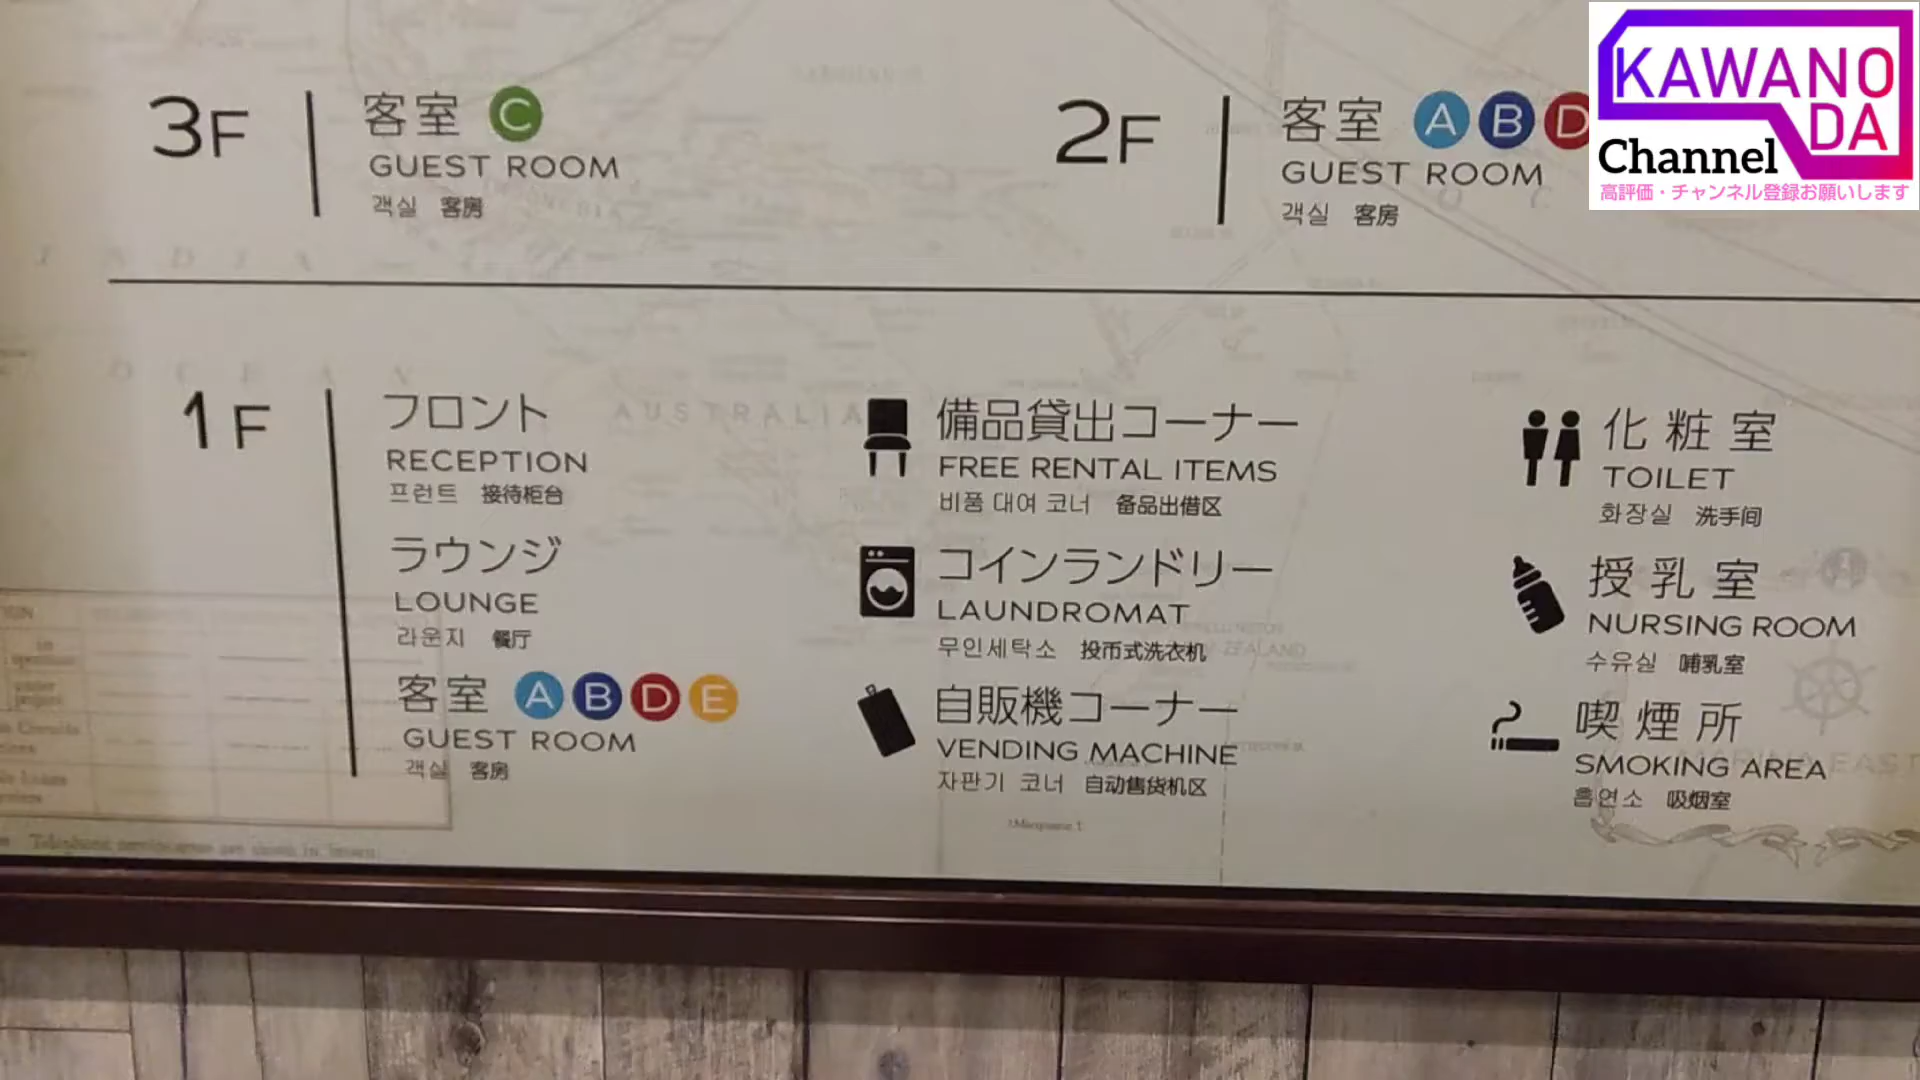 3F
客室 C
GUEST ROOM
객실 客房
2F
客室 A B D
GUEST ROOM
객실 客房
KAWANO
DA
Channel
高評価・チャンネル登録お願いします
1F
フロント
RECEPTION
프런트 接待柜台
ラウンジ
LOUNGE
라운지 餐厅
客室 A B D E
GUEST ROOM
객실 客房
備品貸出コーナー
FREE RENTAL ITEMS
비품 대여 코너 备品出借区
コインランドリー
LAUNDROMAT
무인세탁소 投币式洗衣机
自販機コーナー
VENDING MACHINE
자판기 코너 自动售货机区
化粧室
TOILET
화장실 洗手间
授乳室
NURSING ROOM
수유실 哺乳室
喫煙所
SMOKING AREA
흡연소 吸烟室
AUSTRALIA